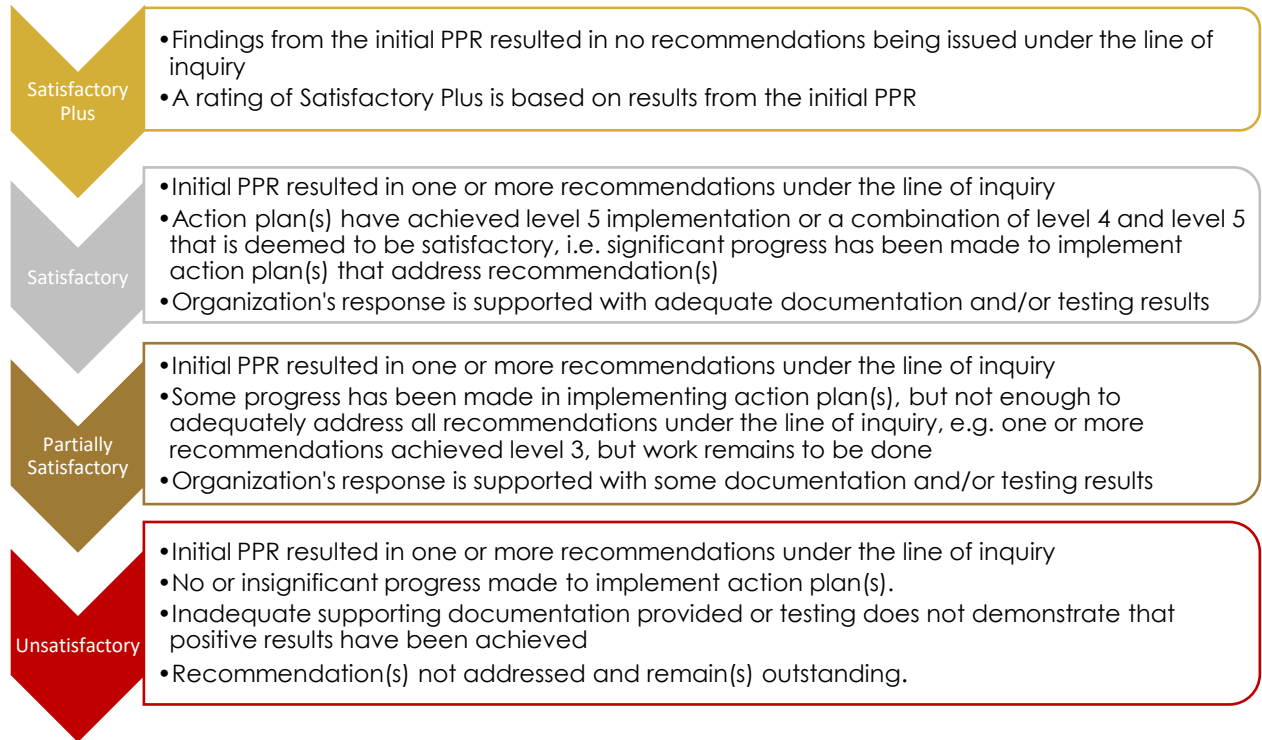 Satisfactory
Plus
•Findings from the initial PPR resulted in no recommendations being issued under the line of
inquiry
•A rating of Satisfactory Plus is based on results from the initial PPR
Satisfactory
•Initial PPR resulted in one or more recommendations under the line of inquiry
•Action plan(s) have achieved level 5 implementation or a combination of level 4 and level 5
that is deemed to be satisfactory, i.e. significant progress has been made to implement
action plan(s) that address recommendation(s)
•Organization's response is supported with adequate documentation and/or testing results
Partially
Satisfactory
•Initial PPR resulted in one or more recommendations under the line of inquiry
•Some progress has been made in implementing action plan(s), but not enough to
adequately address all recommendations under the line of inquiry, e.g. one or more
recommendations achieved level 3, but work remains to be done
•Organization's response is supported with some documentation and/or testing results
Unsatisfactory
•Initial PPR resulted in one or more recommendations under the line of inquiry
•No or insignificant progress made to implement action plan(s).
•Inadequate supporting documentation provided or testing does not demonstrate that
positive results have been achieved
•Recommendation(s) not addressed and remain(s) outstanding.